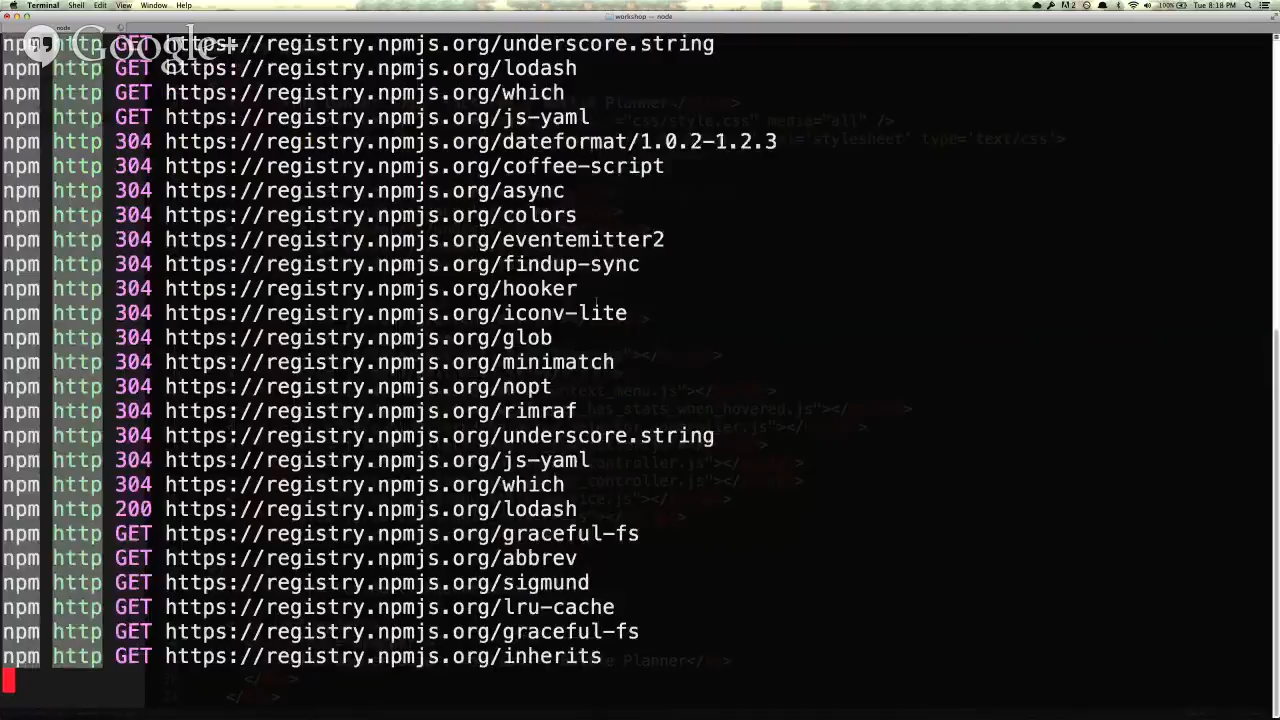 Terminal Shell Edit View Window Help
2 100% Tue 8:18 PM
workshop — node
node
Google+
npm http GET https://registry.npmjs.org/underscore.string
npm http GET https://registry.npmjs.org/lodash
npm http GET https://registry.npmjs.org/which
npm http GET https://registry.npmjs.org/js-yaml
npm http 304 https://registry.npmjs.org/dateformat/1.0.2-1.2.3
npm http 304 https://registry.npmjs.org/coffee-script
npm http 304 https://registry.npmjs.org/async
npm http 304 https://registry.npmjs.org/colors
npm http 304 https://registry.npmjs.org/eventemitter2
npm http 304 https://registry.npmjs.org/findup-sync
npm http 304 https://registry.npmjs.org/hooker
npm http 304 https://registry.npmjs.org/iconv-lite
npm http 304 https://registry.npmjs.org/glob
npm http 304 https://registry.npmjs.org/minimatch
npm http 304 https://registry.npmjs.org/nopt
npm http 304 https://registry.npmjs.org/rimraf
npm http 304 https://registry.npmjs.org/underscore.string
npm http 304 https://registry.npmjs.org/js-yaml
npm http 304 https://registry.npmjs.org/which
npm http 200 https://registry.npmjs.org/lodash
npm http GET https://registry.npmjs.org/graceful-fs
npm http GET https://registry.npmjs.org/abbrev
npm http GET https://registry.npmjs.org/sigmund
npm http GET https://registry.npmjs.org/lru-cache
npm http GET https://registry.npmjs.org/graceful-fs
npm http GET https://registry.npmjs.org/inherits